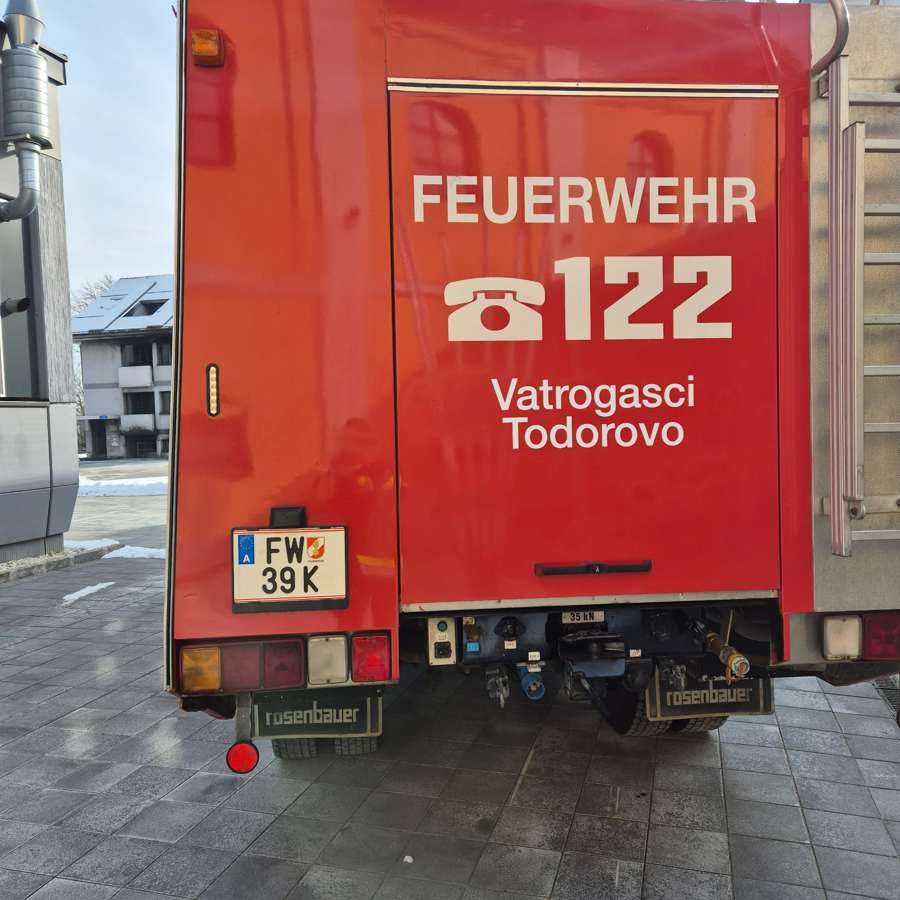 FEUERWEHR
122
Vatrogasci
Todorovo
A
FW
39 K
35 kN
rosenbauer
rosenbauer